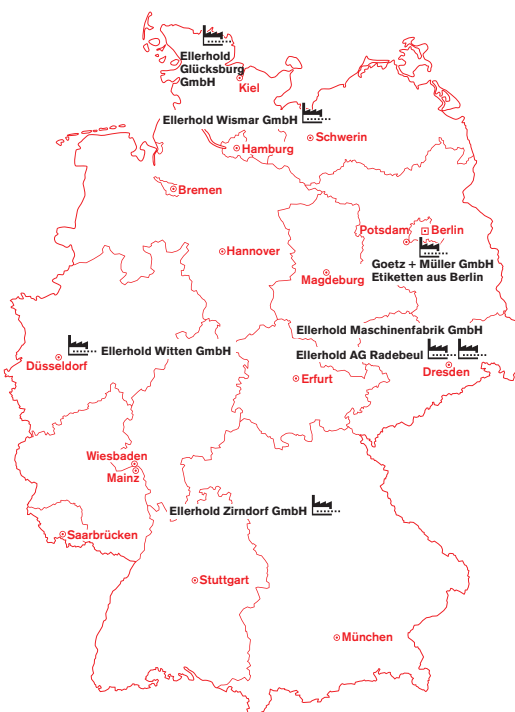 Ellerhold
Glücksburg
GmbH
Kiel
Ellerhold Wismar GmbH
Schwerin
Hamburg
Bremen
Potsdam
Berlin
Hannover
Goetz + Müller GmbH
Etiketten aus Berlin
Magdeburg
Ellerhold Maschinenfabrik GmbH
Ellerhold Witten GmbH
Ellerhold AG Radebeul
Düsseldorf
Dresden
Erfurt
Wiesbaden
Mainz
Ellerhold Zirndorf GmbH
Saarbrücken
Stuttgart
München